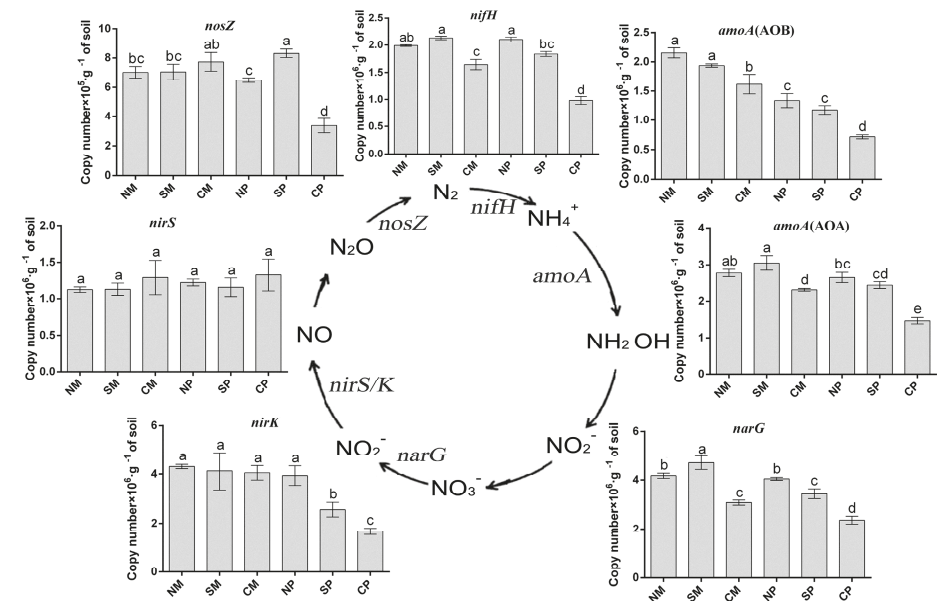 nosZ
Copy number×10⁵·g ⁻¹ of soil
10
8
6
4
2
0
bc
bc
ab
c
a
d
NM
SM
CM
NP
SP
CP
nifH
Copy number×10⁶·g ⁻¹ of soil
2.5
2.0
1.5
1.0
0.5
0.0
ab
a
c
a
bc
d
NM
SM
CM
NP
SP
CP
amoA(AOB)
Copy number×10⁶·g ⁻¹ of soil
2.5
2.0
1.5
1.0
0.5
0.0
a
a
b
c
c
d
NM
SM
CM
NP
SP
CP
nirS
Copy number×10⁶·g ⁻¹ of soil
2.0
1.5
1.0
0.5
0.0
a
a
a
a
a
a
NM
SM
CM
NP
SP
CP
N₂
nifH
NH₄⁺
nosZ
N₂O
amoA
NO
NH₂ OH
nirS/K
NO₂⁻
narG
NO₃⁻
NO₂⁻
amoA(AOA)
Copy number×10⁶·g ⁻¹ of soil
4
3
2
1
0
ab
a
d
bc
cd
e
NM
SM
CM
NP
SP
CP
nirK
Copy number×10⁶·g ⁻¹ of soil
6
4
2
0
a
a
a
a
b
c
NM
SM
CM
NP
SP
CP
narG
Copy number×10⁶·g ⁻¹ of soil
6
4
2
0
b
a
c
b
c
d
NM
SM
CM
NP
SP
CP